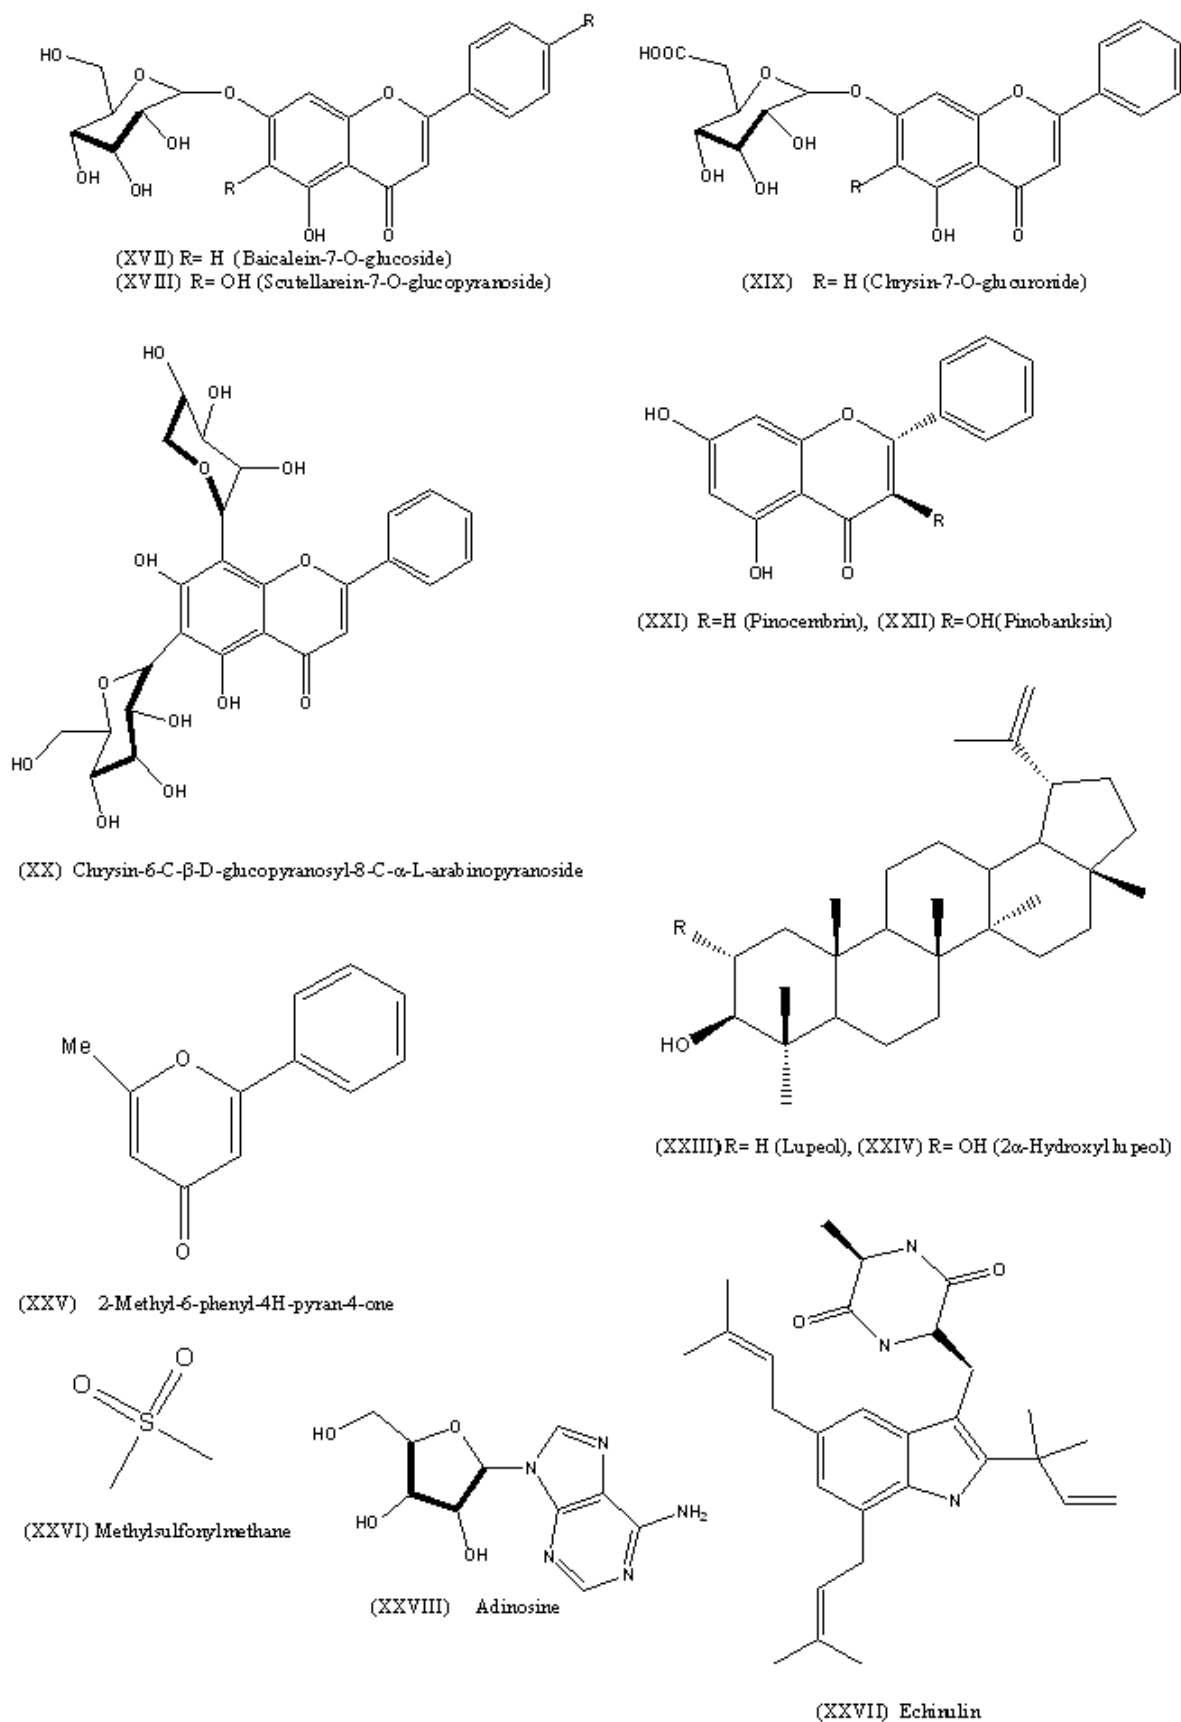 R
HO
O
O
O
OH
OH
OH
R
OH
O
(XVII) R= H (Baicalein-7-O-glucoside)
(XVIII) R= OH (Scutellarein-7-O-glucopyranoside)
HOOC
O
O
O
OH
OH
OH
R
OH
O
(XIX) R= H (Chrysin-7-O-glucuronide)
HO
OH
O
OH
OH
O
O
OH
OH
O
HO
OH
OH
(XX) Chrysin-6-C-β-D-glucopyranosyl-8-C-α-L-arabinopyranoside
HO
O
R
OH
O
(XXI) R=H (Pinocembrin), (XXII) R=OH(Pinobanksin)
R
HO
(XXIII) R= H (Lupeol), (XXIV) R= OH (2α-Hydroxyl lupeol)
Me
O
O
(XXV) 2-Methyl-6-phenyl-4H-pyran-4-one
O
O
S
(XXVI) Methylsulfonylmethane
HO
O
N
N
HO
OH
N
N
NH2
(XXVIII) Adinosine
N
O
O
N
N
(XXVII) Echinulin